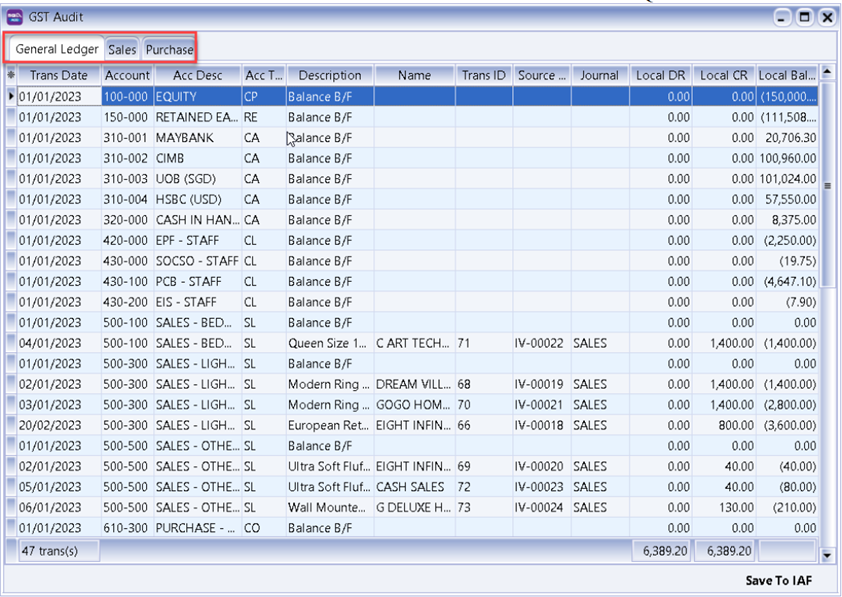 GST Audit
General Ledger Sales Purchase
Trans Date Account Acc Desc Acc T... Description Name Trans ID Source ... Journal Local DR Local CR Local Bal...
01/01/2023 100-000 EQUITY CP Balance B/F 0.00 0.00 (150,000....
01/01/2023 150-000 RETAINED EA... RE Balance B/F 0.00 0.00 (111,508....
01/01/2023 310-001 MAYBANK CA Balance B/F 0.00 0.00 20,706.30
01/01/2023 310-002 CIMB CA Balance B/F 0.00 0.00 100,960.00
01/01/2023 310-003 UOB (SGD) CA Balance B/F 0.00 0.00 101,024.00
01/01/2023 310-004 HSBC (USD) CA Balance B/F 0.00 0.00 57,550.00
01/01/2023 320-000 CASH IN HAN... CA Balance B/F 0.00 0.00 8,375.00
01/01/2023 420-000 EPF - STAFF CL Balance B/F 0.00 0.00 (2,250.00)
01/01/2023 430-000 SOCSO - STAFF CL Balance B/F 0.00 0.00 (19.75)
01/01/2023 430-100 PCB - STAFF CL Balance B/F 0.00 0.00 (4,647.10)
01/01/2023 430-200 EIS - STAFF CL Balance B/F 0.00 0.00 (7.90)
01/01/2023 500-100 SALES - BED... SL Balance B/F 0.00 0.00 0.00
04/01/2023 500-100 SALES - BED... SL Queen Size 1... C ART TECH... 71 IV-00022 SALES 0.00 1,400.00 (1,400.00)
01/01/2023 500-300 SALES - LIGH... SL Balance B/F 0.00 0.00 0.00
02/01/2023 500-300 SALES - LIGH... SL Modern Ring ... DREAM VILL... 68 IV-00019 SALES 0.00 1,400.00 (1,400.00)
03/01/2023 500-300 SALES - LIGH... SL Modern Ring ... GOGO HOM... 70 IV-00021 SALES 0.00 1,400.00 (2,800.00)
20/02/2023 500-300 SALES - LIGH... SL European Ret... EIGHT INFIN... 66 IV-00018 SALES 0.00 800.00 (3,600.00)
01/01/2023 500-500 SALES - OTHE... SL Balance B/F 0.00 0.00 0.00
02/01/2023 500-500 SALES - OTHE... SL Ultra Soft Fluf... EIGHT INFIN... 69 IV-00020 SALES 0.00 40.00 (40.00)
05/01/2023 500-500 SALES - OTHE... SL Ultra Soft Fluf... CASH SALES 72 IV-00023 SALES 0.00 40.00 (80.00)
06/01/2023 500-500 SALES - OTHE... SL Wall Mounte... G DELUXE H... 73 IV-00024 SALES 0.00 130.00 (210.00)
01/01/2023 610-300 PURCHASE - ... CO Balance B/F 0.00 0.00 0.00
47 trans(s) 6,389.20 6,389.20
Save To IAF